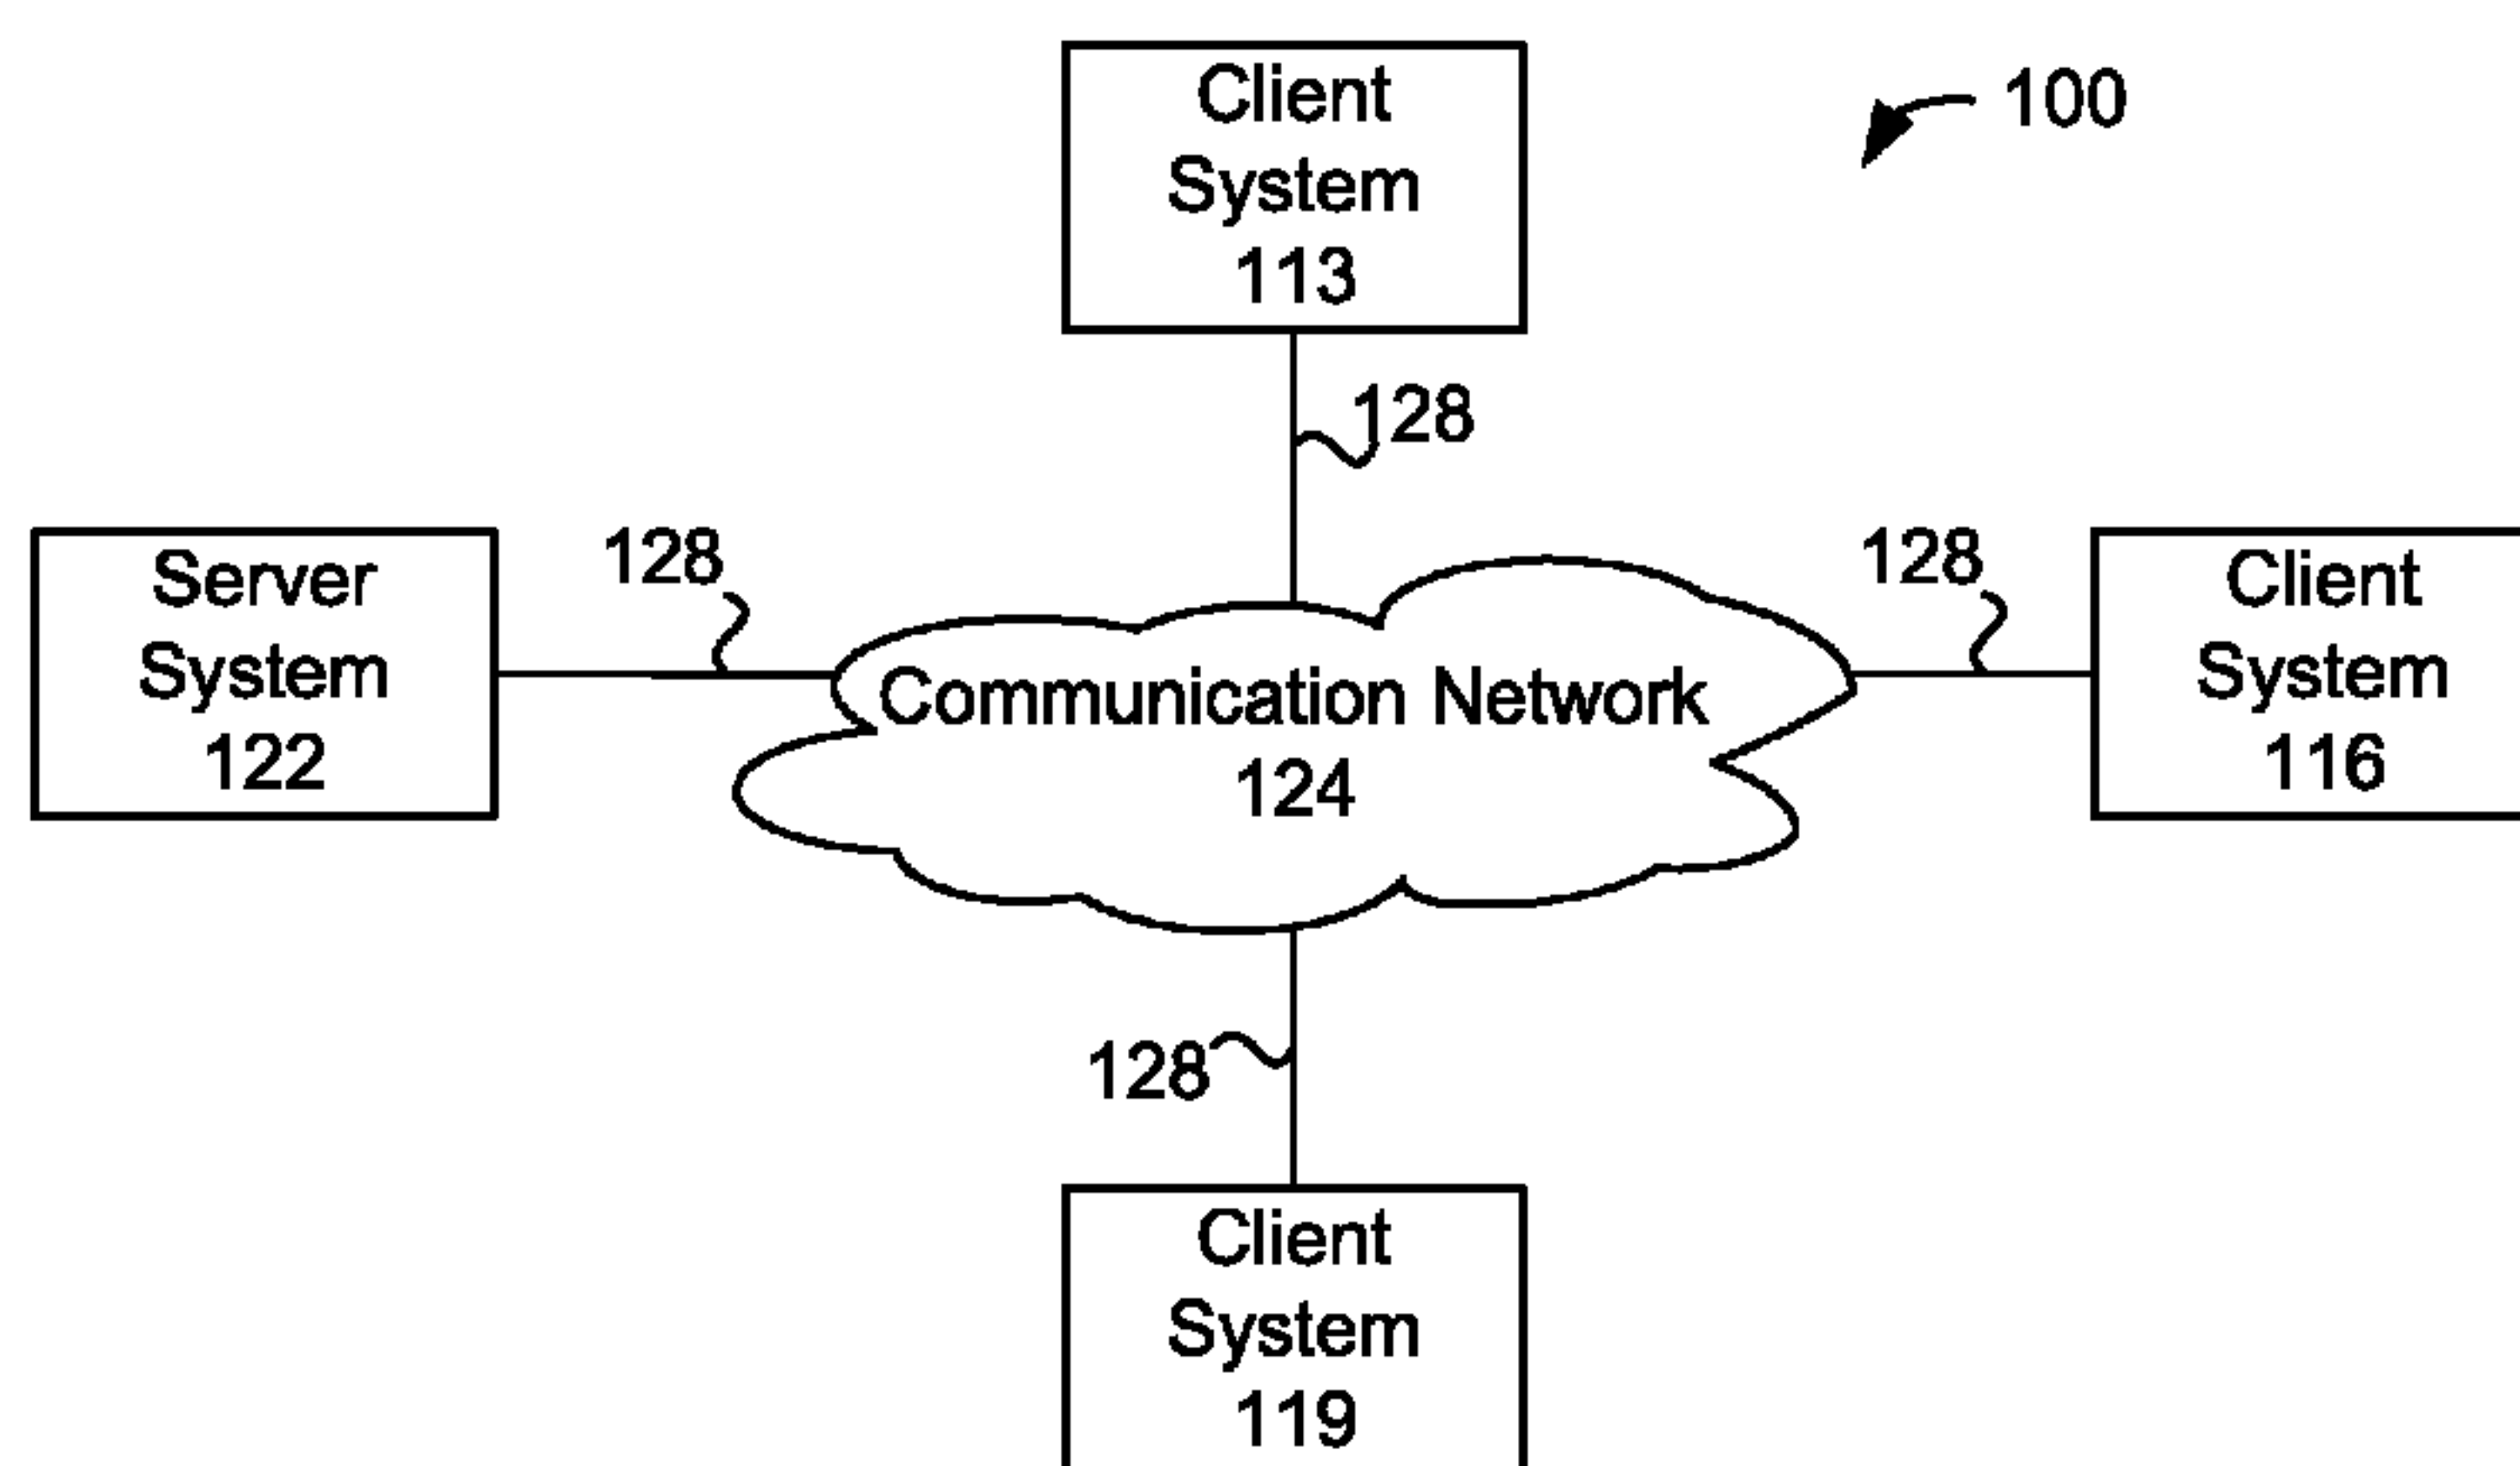 Client
System
113
100
128
Server
System
122
128
Communication Network
124
128
Client
System
116
128
Client
System
119